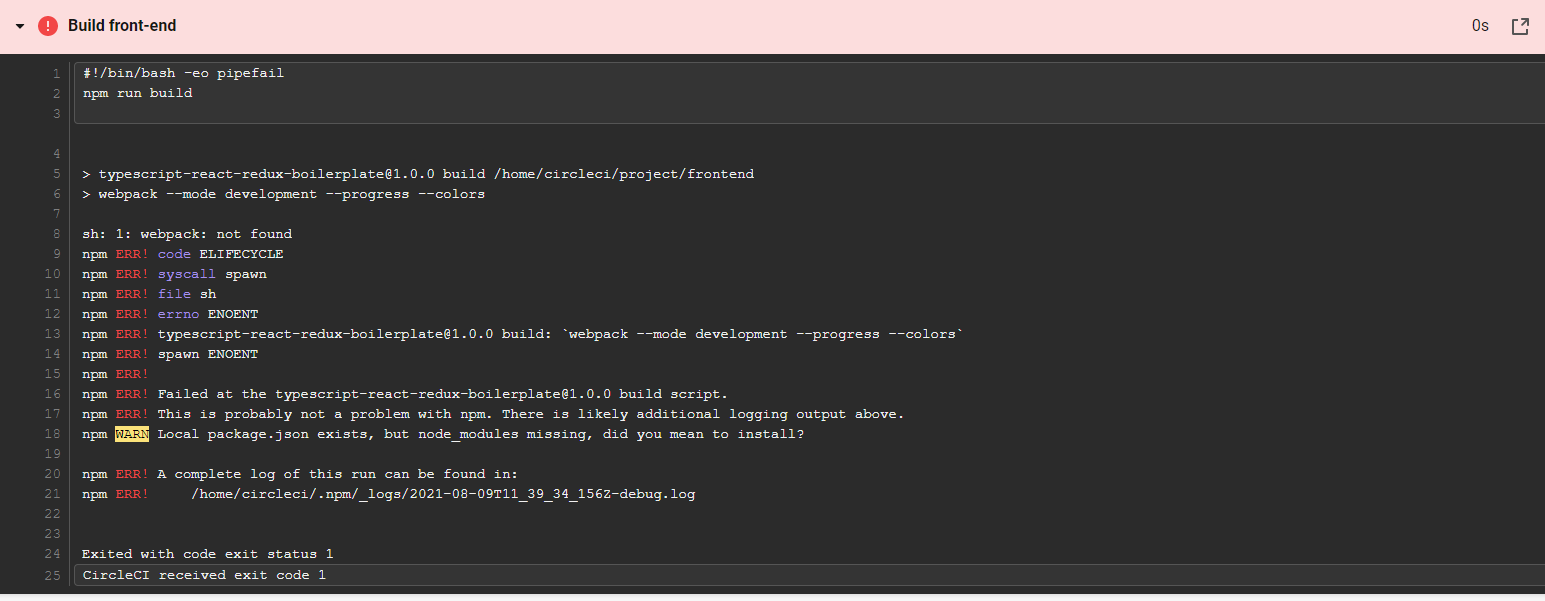 Build front-end
0s
1 #!/bin/bash -eo pipefail
2 npm run build
3
4
5 > typescript-react-redux-boilerplate@1.0.0 build /home/circleci/project/frontend
6 > webpack --mode development --progress --colors
7
8 sh: 1: webpack: not found
9 npm ERR! code ELIFECYCLE
10 npm ERR! syscall spawn
11 npm ERR! file sh
12 npm ERR! errno ENOENT
13 npm ERR! typescript-react-redux-boilerplate@1.0.0 build: `webpack --mode development --progress --colors`
14 npm ERR! spawn ENOENT
15 npm ERR!
16 npm ERR! Failed at the typescript-react-redux-boilerplate@1.0.0 build script.
17 npm ERR! This is probably not a problem with npm. There is likely additional logging output above.
18 npm WARN Local package.json exists, but node_modules missing, did you mean to install?
19
20 npm ERR! A complete log of this run can be found in:
21 npm ERR!     /home/circleci/.npm/_logs/2021-08-09T11_39_34_156Z-debug.log
22
23
24 Exited with code exit status 1
25 CircleCI received exit code 1